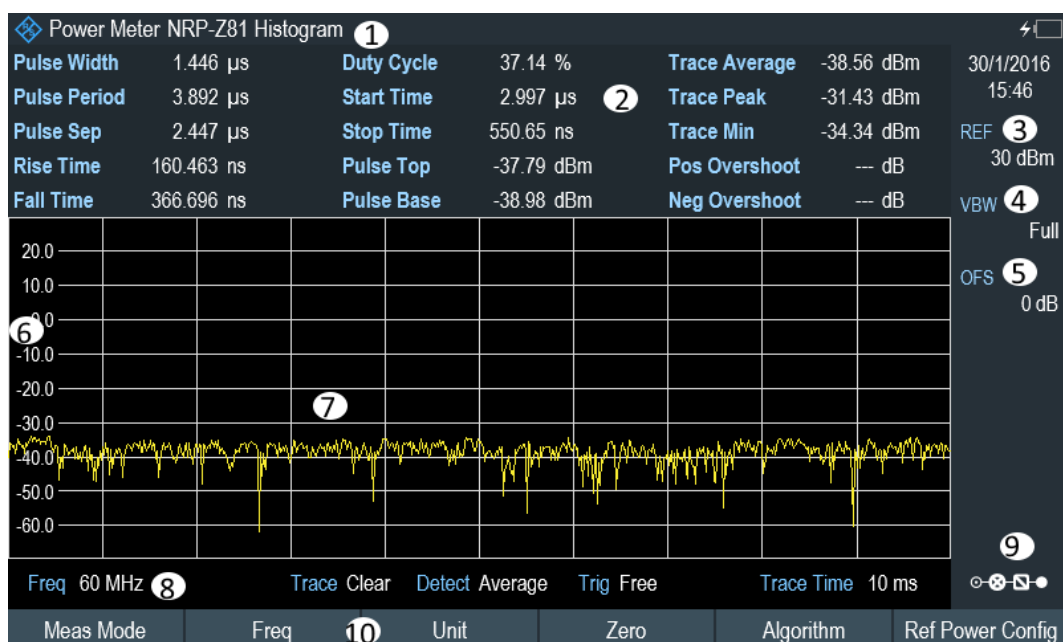 Power Meter NRP-Z81 Histogram 1
Pulse Width 1.446 µs Duty Cycle 37.14 % Trace Average -38.56 dBm 30/1/2016
Pulse Period 3.892 µs Start Time 2.997 µs 2 Trace Peak -31.43 dBm 15:46
Pulse Sep 2.447 µs Stop Time 550.65 ns Trace Min -34.34 dBm REF 3
Rise Time 160.463 ns Pulse Top -37.79 dBm Pos Overshoot --- dB 30 dBm
Fall Time 366.696 ns Pulse Base -38.98 dBm Neg Overshoot --- dB VBW 4
Full
20.0
OFS 5
10.0
0 dB
0.0
6
-10.0
-20.0
7
-30.0
-40.0
-50.0
-60.0
9
Freq 60 MHz 8 Trace Clear Detect Average Trig Free Trace Time 10 ms
Meas Mode Freq 10 Unit Zero Algorithm Ref Power Config